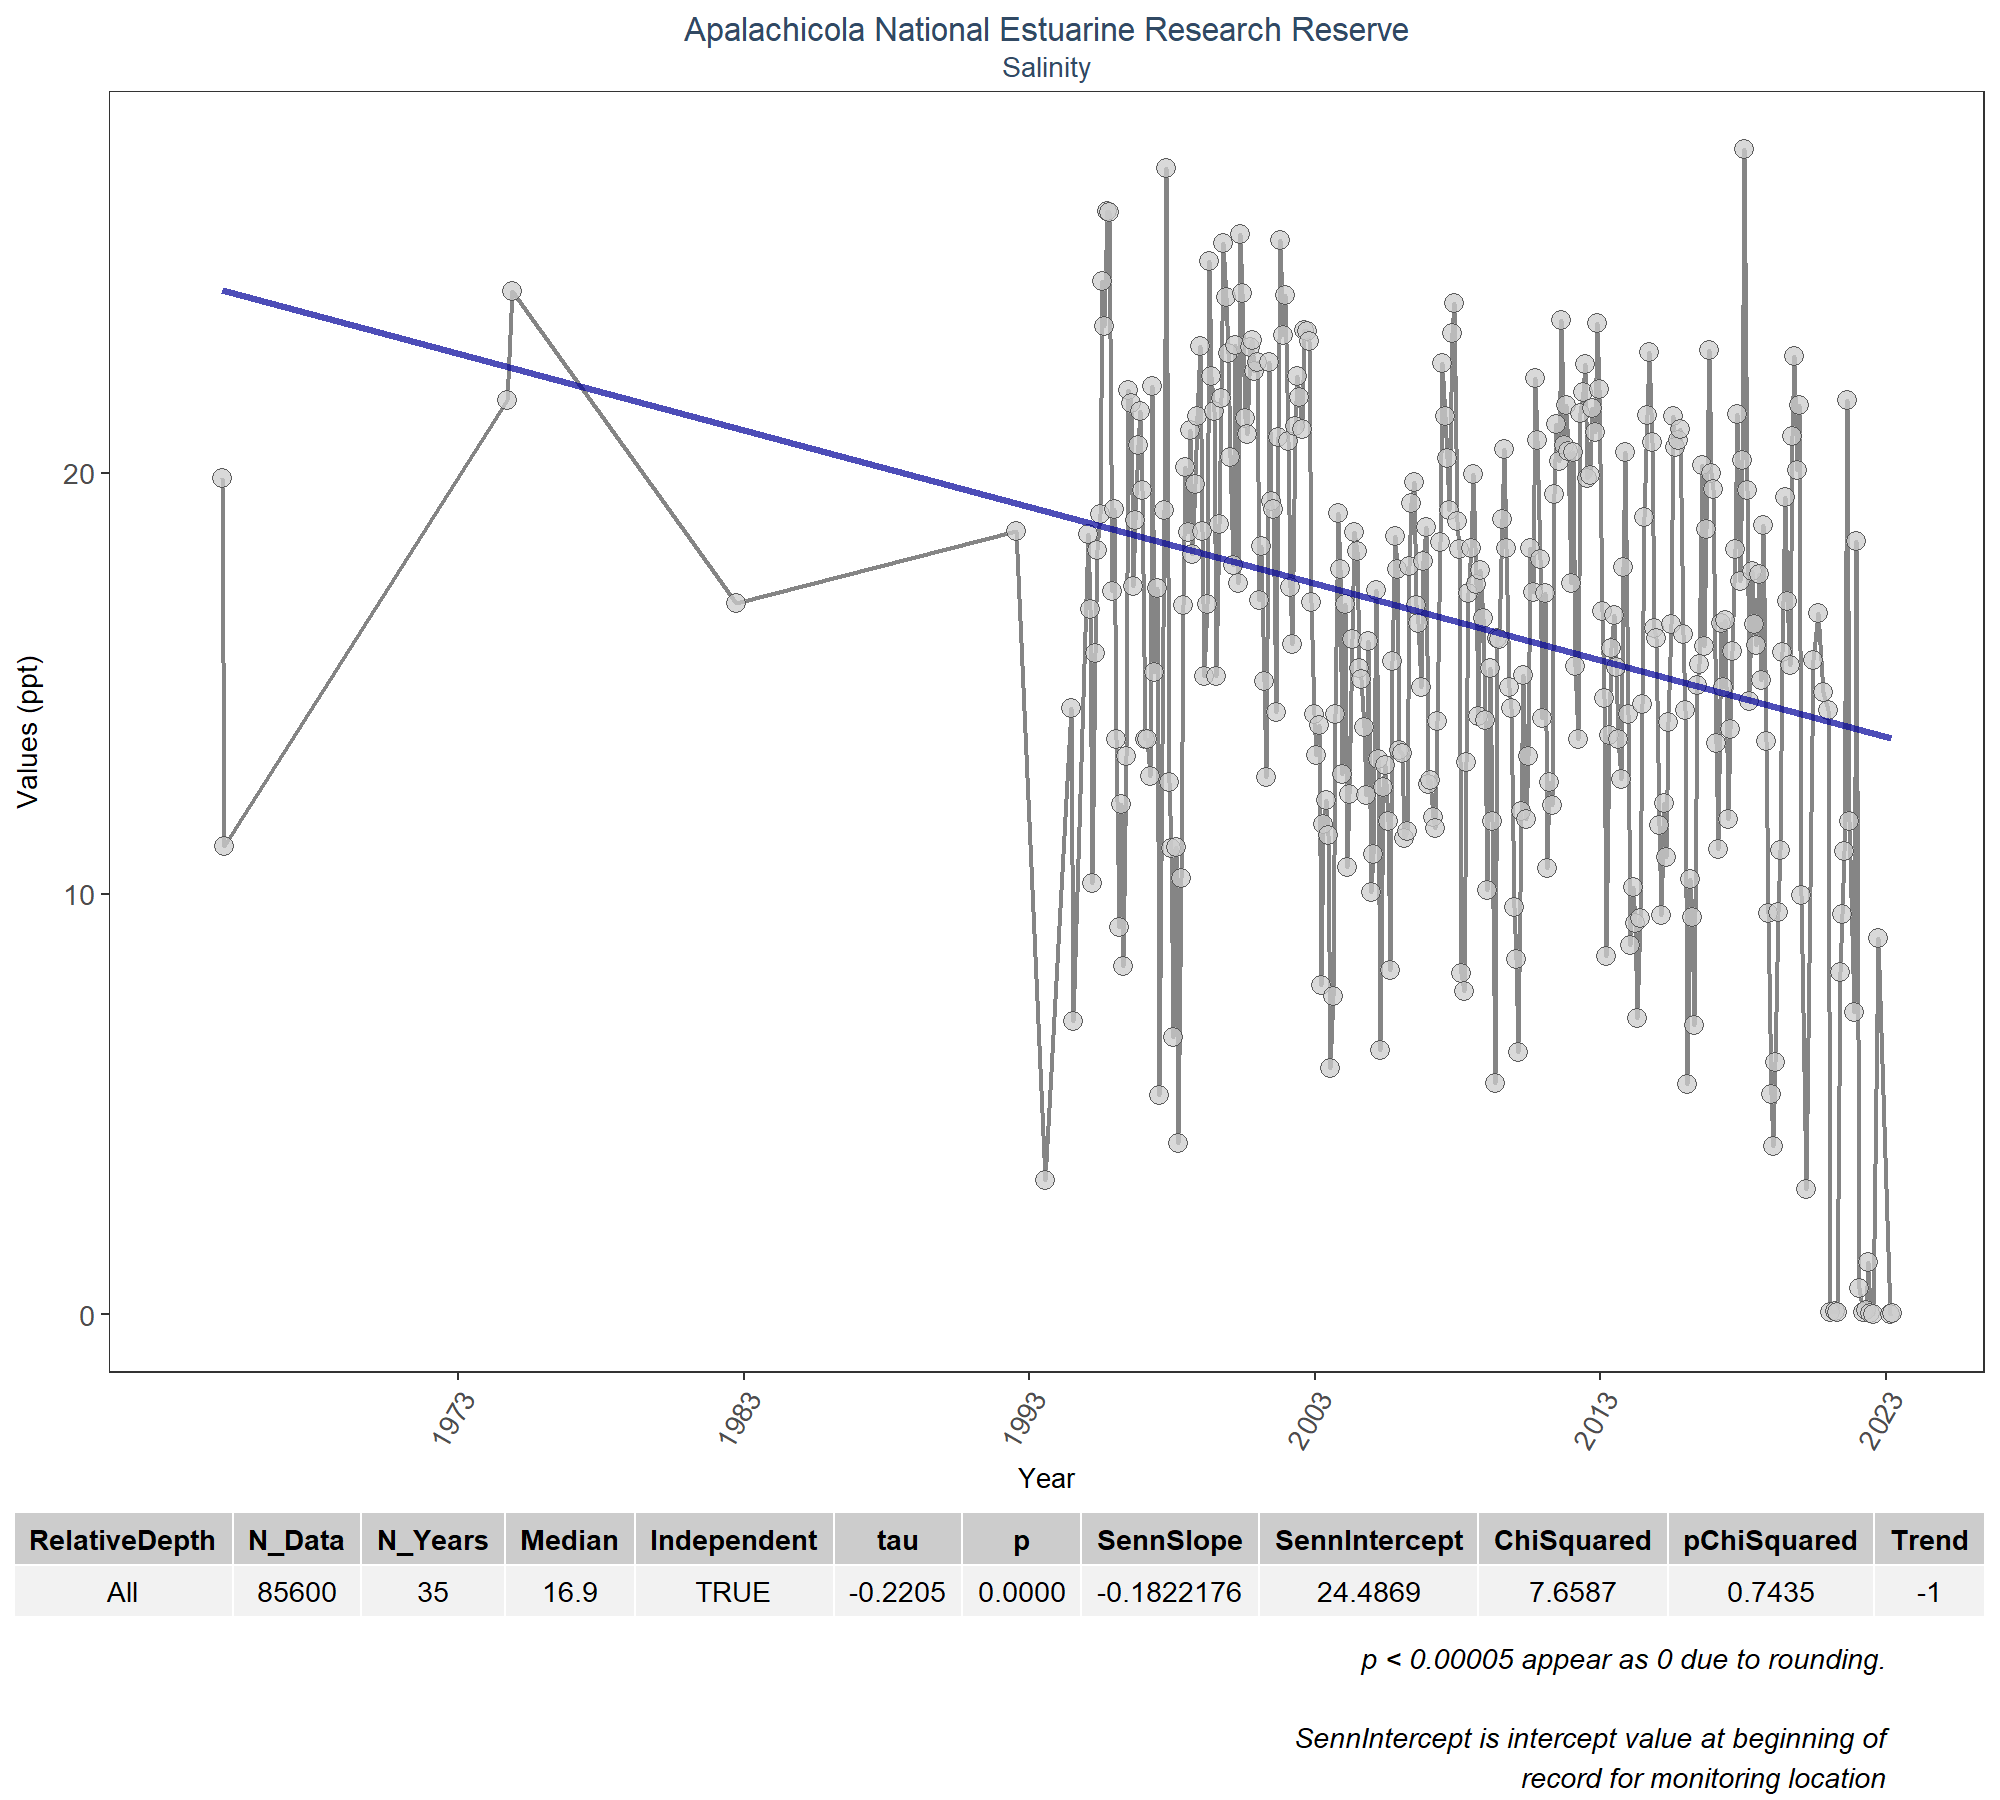 Apalachicola National Estuarine Research Reserve
Salinity
Values (ppt)
20
10
0
1973 1983 1993 2003 2013 2023
Year
RelativeDepth N_Data N_Years Median Independent tau p SennSlope SennIntercept ChiSquared pChiSquared Trend
All 85600 35 16.9 TRUE -0.2205 0.0000 -0.1822176 24.4869 7.6587 0.7435 -1
p < 0.00005 appear as 0 due to rounding.
SennIntercept is intercept value at beginning of
record for monitoring location